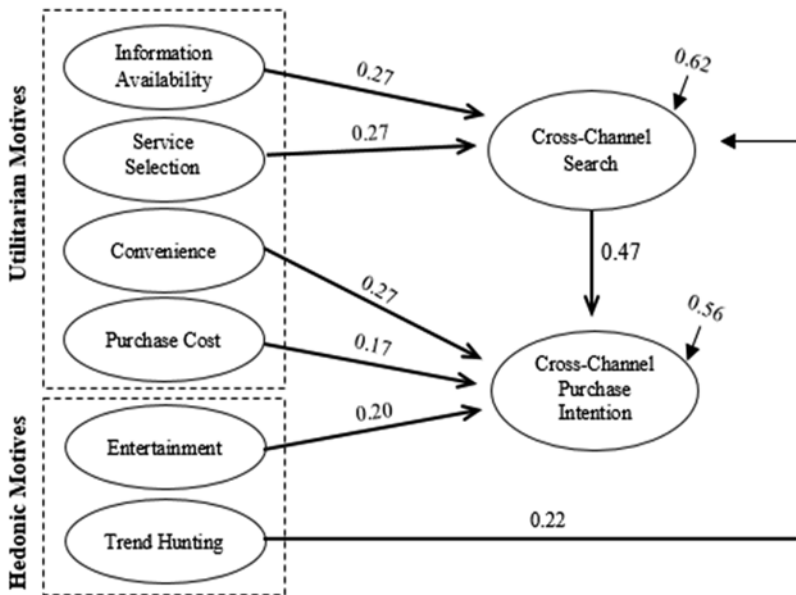 Utilitarian Motives
Information
Availability
Service
Selection
Convenience
Purchase Cost
Hedonic Motives
Entertainment
Trend Hunting
0.27
0.27
0.27
0.17
0.20
0.22
0.62
Cross-Channel
Search
0.47
0.56
Cross-Channel
Purchase
Intention